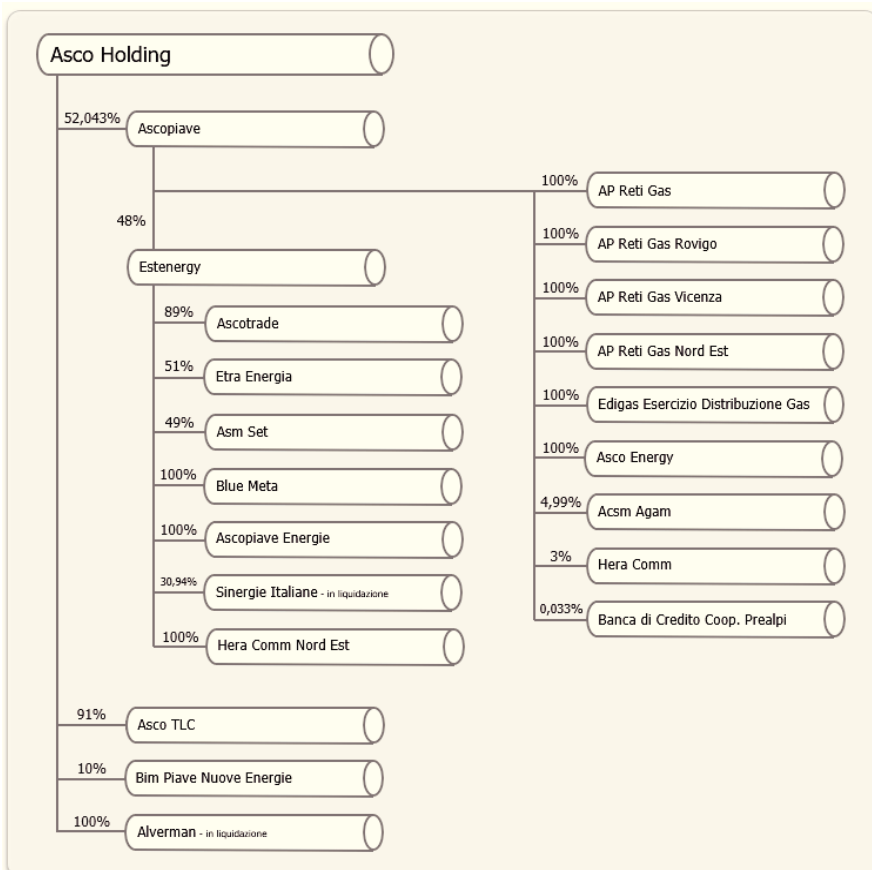 Asco Holding
52,043%
Ascopiave
48%
Estenergy
89%
Ascotrade
51%
Etra Energia
49%
Asm Set
100%
Blue Meta
100%
Ascopiave Energie
30,94%
Sinergie Italiane - in liquidazione
100%
Hera Comm Nord Est
100%
AP Reti Gas
100%
AP Reti Gas Rovigo
100%
AP Reti Gas Vicenza
100%
AP Reti Gas Nord Est
100%
Edigas Esercizio Distribuzione Gas
100%
Asco Energy
4,99%
Acsm Agam
3%
Hera Comm
0,033%
Banca di Credito Coop. Prealpi
91%
Asco TLC
10%
Bim Piave Nuove Energie
100%
Alverman - in liquidazione